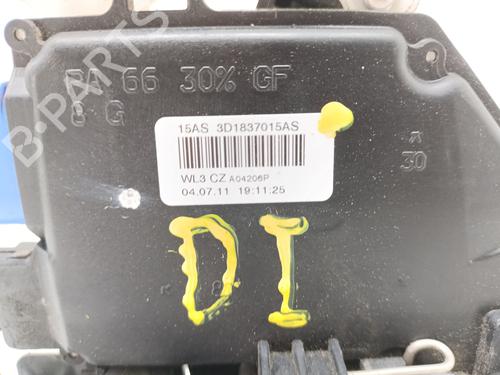 B-PARTS
PA 66 30% GF
8 G
15AS 3D1837015AS
WL3 CZ A04206P
04.07.11 19:11:25
30
K 8
DI